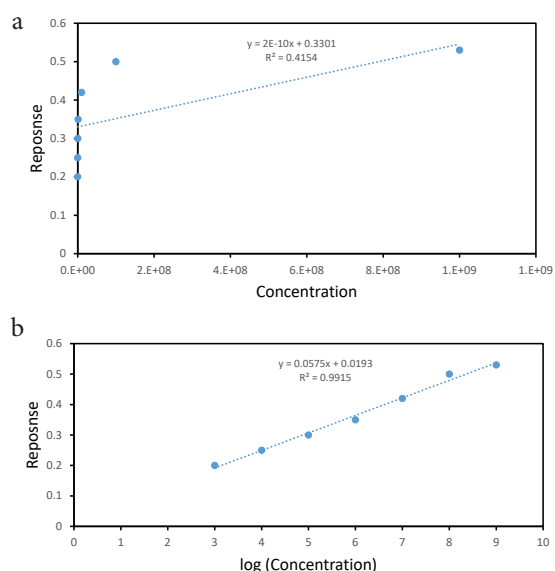 a
0.6
0.5
0.4
0.3
0.2
0.1
0
Reposnse
y = 2E-10x + 0.3301
R² = 0.4154
0.E+00 2.E+08 4.E+08 6.E+08 8.E+08 1.E+09 1.E+09
Concentration
b
0.6
0.5
0.4
0.3
0.2
0.1
0
Reposnse
y = 0.0575x + 0.0193
R² = 0.9915
0 1 2 3 4 5 6 7 8 9 10
log (Concentration)